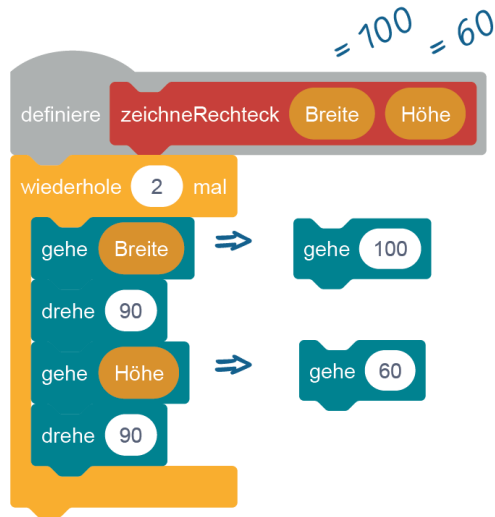 = 100 = 60
definiere zeichneRechteck Breite Höhe
wiederhole 2 mal
gehe Breite ⇒ gehe 100
drehe 90
gehe Höhe ⇒ gehe 60
drehe 90